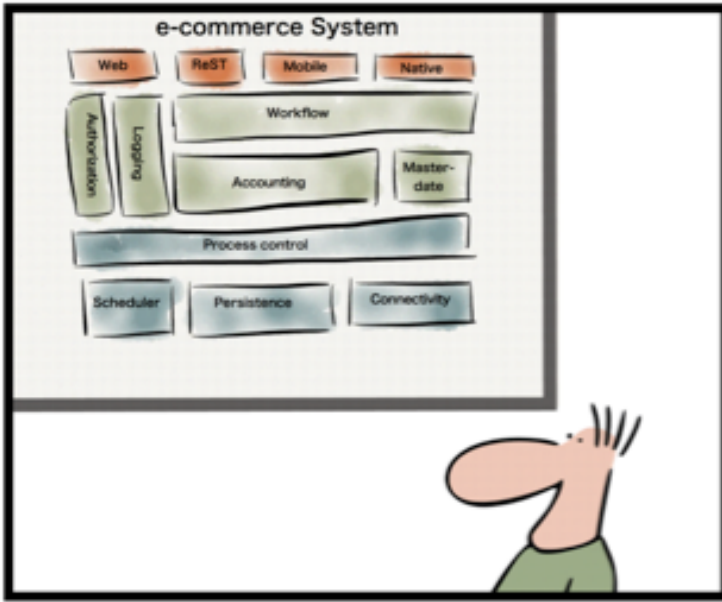 e-commerce System
Web
ReST
Mobile
Native
Authorization
Logging
Workflow
Accounting
Master-
date
Process control
Scheduler
Persistence
Connectivity